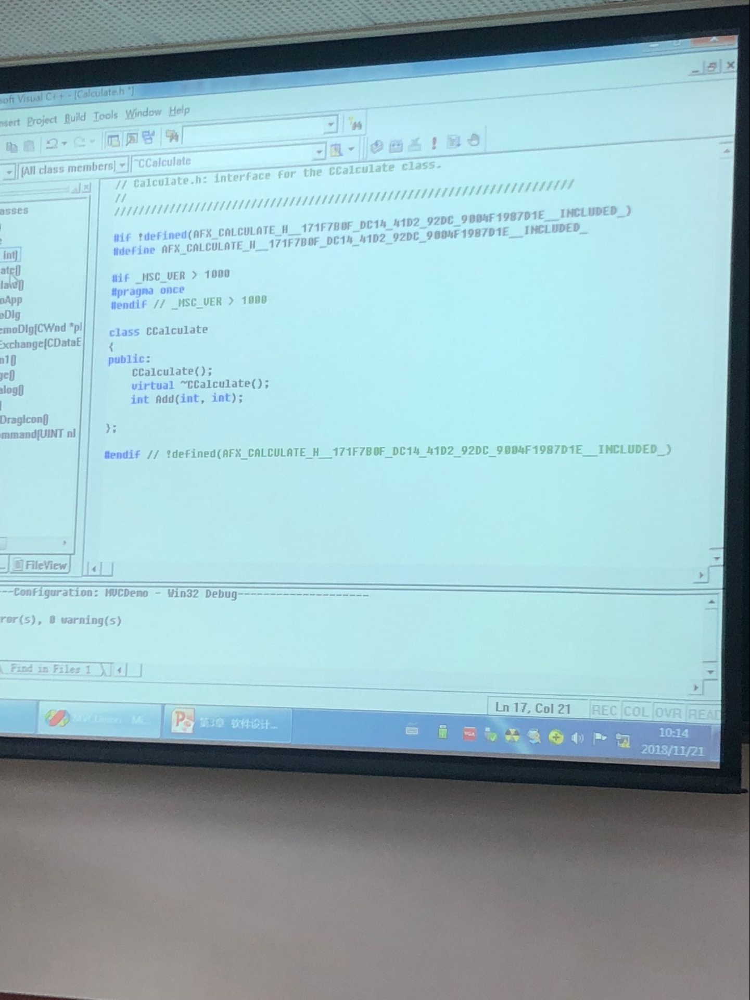 soft Visual C++ - [Calculate.h *]
nsert Project Build Tools Window Help
[All class members] ~CCalculate
// Calculate.h: interface for the CCalculate class.
//
//////////////////////////////////////////////////////////////////////
#if !defined(AFX_CALCULATE_H__171F7B0F_DC14_41D2_92DC_9004F1987D1E__INCLUDED_)
#define AFX_CALCULATE_H__171F7B0F_DC14_41D2_92DC_9004F1987D1E__INCLUDED_
#if _MSC_VER > 1000
#pragma once
#endif // _MSC_VER > 1000
class CCalculate
{
public:
CCalculate();
virtual ~CCalculate();
int Add(int, int);
};
#endif // !defined(AFX_CALCULATE_H__171F7B0F_DC14_41D2_92DC_9004F1987D1E__INCLUDED_)
asses
int)
ate()
late()
oApp
oDlg
emoDlg(CWnd *pl
Exchange(CDataE
n1()
ge()
alog()
DragIcon()
ommand(UINT nI
FileView
--Configuration: MVCDemo - Win32 Debug--------------------
ror(s), 0 warning(s)
Find in Files 1
Ln 17, Col 21 REC COL OVR READ
MVCDemo - Mi...
第3章 软件设计...
VGA
10:14
2018/11/21